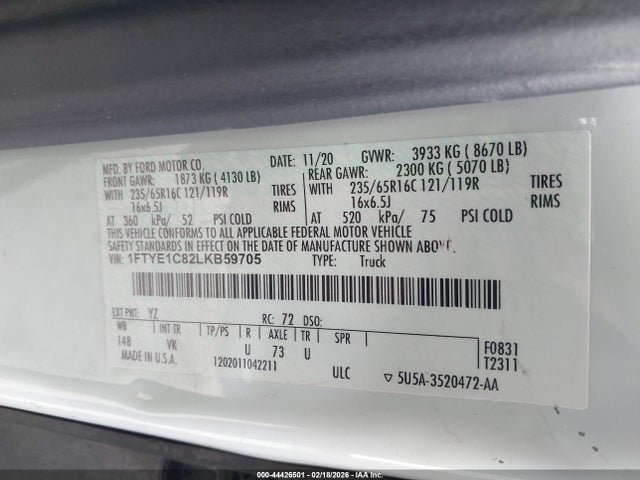 MFD. BY FORD MOTOR CO.
DATE: 11/20 GVWR: 3933 KG ( 8670 LB)
FRONT GAWR: 1873 KG ( 4130 LB) REAR GAWR: 2300 KG ( 5070 LB)
WITH 235/65R16C 121/119R TIRES WITH 235/65R16C 121/119R TIRES
16x6.5J RIMS 16x6.5J RIMS
AT 360 kPa/ 52 PSI COLD AT 520 kPa/ 75 PSI COLD
THIS VEHICLE CONFORMS TO ALL APPLICABLE FEDERAL MOTOR VEHICLE
SAFETY STANDARDS IN EFFECT ON THE DATE OF MANUFACTURE SHOWN ABOVE.
VIN: 1FTYE1C82LKB59705 TYPE: Truck
EXT PNT: YZ RC: 72 DSO:
WB INT TR TP/PS R AXLE TR SPR
148 VK U 73 U
F0831
T2311
MADE IN U.S.A. 1202011042211 ULC ▽ 5U5A-3520472-AA
000-44426501 - 02/18/2026 - IAAI.COM